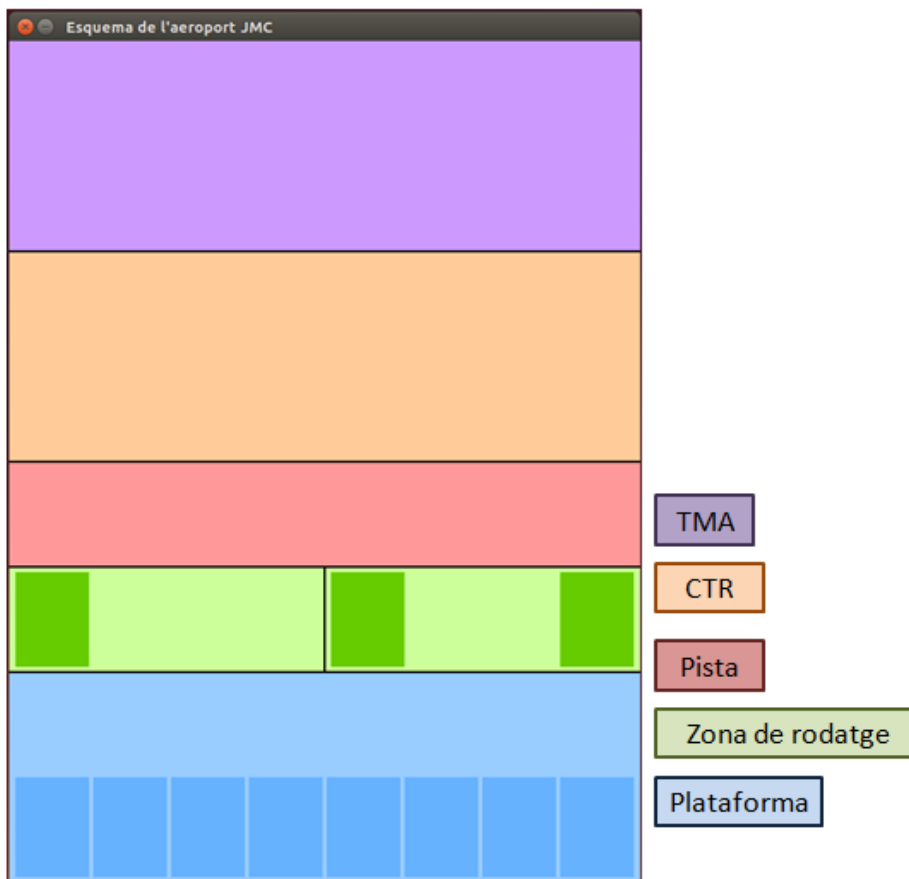 Esquema de l'aeroport JMC
TMA
CTR
Pista
Zona de rodatge
Plataforma